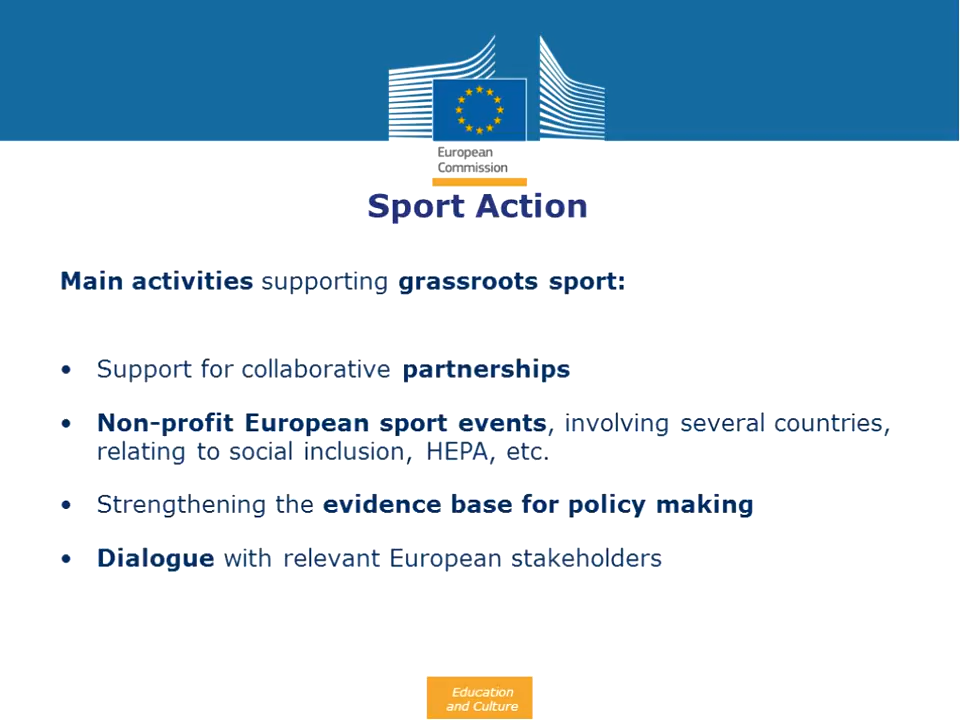 European
Commission
Sport Action
Main activities supporting grassroots sport:
• Support for collaborative partnerships
• Non-profit European sport events, involving several countries,
relating to social inclusion, HEPA, etc.
• Strengthening the evidence base for policy making
• Dialogue with relevant European stakeholders
Education
and Culture